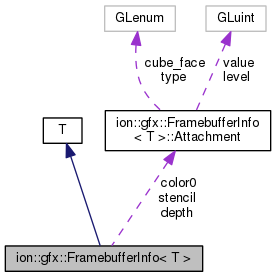 GLenum
GLuint
cube_face
type
value
level
T
ion::gfx::FramebufferInfo
< T >::Attachment
color0
stencil
depth
ion::gfx::FramebufferInfo< T >